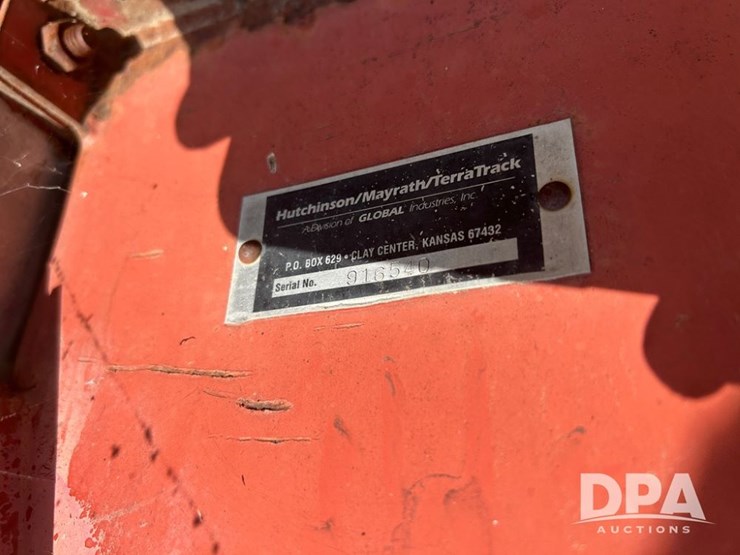 Hutchinson/Mayrath/TerraTrack
A Division of GLOBAL Industries, Inc.
P.O. BOX 629 • CLAY CENTER, KANSAS 67432
Serial No. 916540
DPA
AUCTIONS